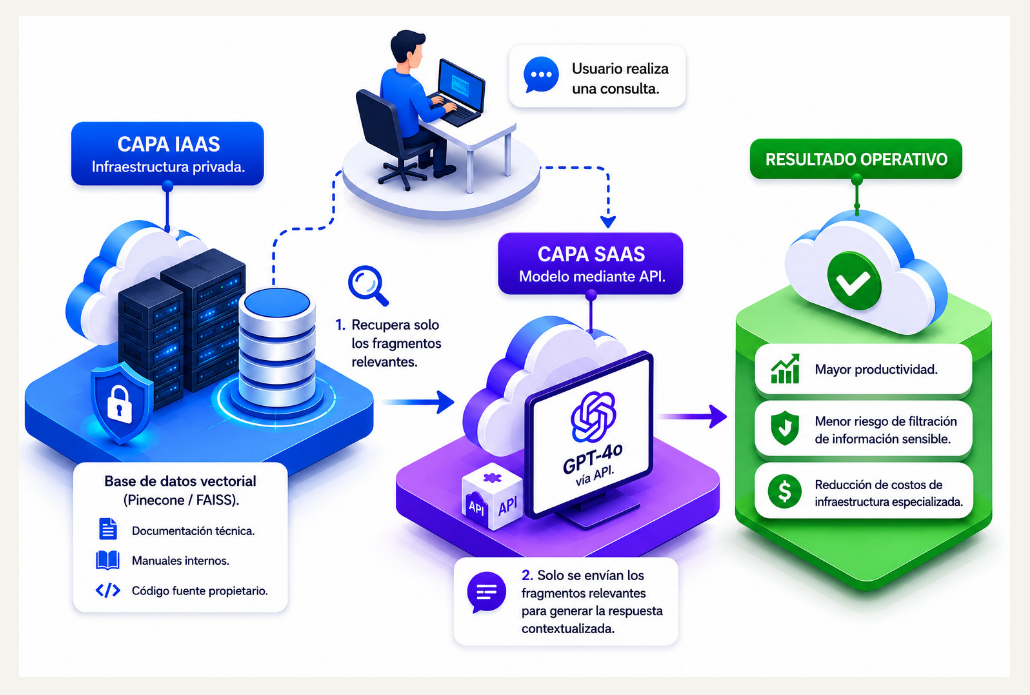 Usuario realiza
una consulta.
CAPA IAAS
Infraestructura privada.
RESULTADO OPERATIVO
CAPA SAAS
Modelo mediante API.
1. Recupera solo
los fragmentos
relevantes.
GPT-4o
vía API.
API
API
Mayor productividad.
Menor riesgo de filtración
de información sensible.
Reducción de costos de
infraestructura especializada.
Base de datos vectorial
(Pinecone / FAISS).
Documentación técnica.
Manuales internos.
</> Código fuente propietario.
2. Solo se envían los
fragmentos relevantes
para generar la respuesta
contextualizada.